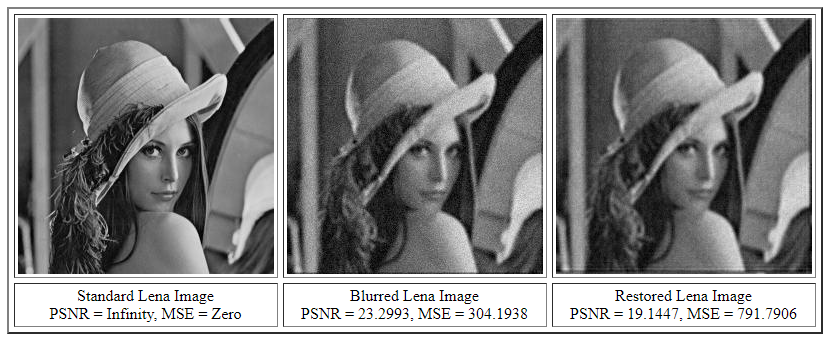 Standard Lena Image
PSNR = Infinity, MSE = Zero
Blurred Lena Image
PSNR = 23.2993, MSE = 304.1938
Restored Lena Image
PSNR = 19.1447, MSE = 791.7906